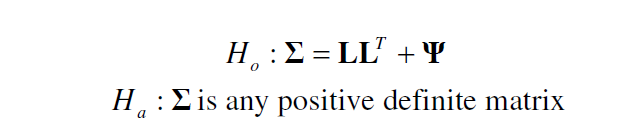 H_o : Σ = LL^T + Ψ
H_a : Σ is any positive definite matrix